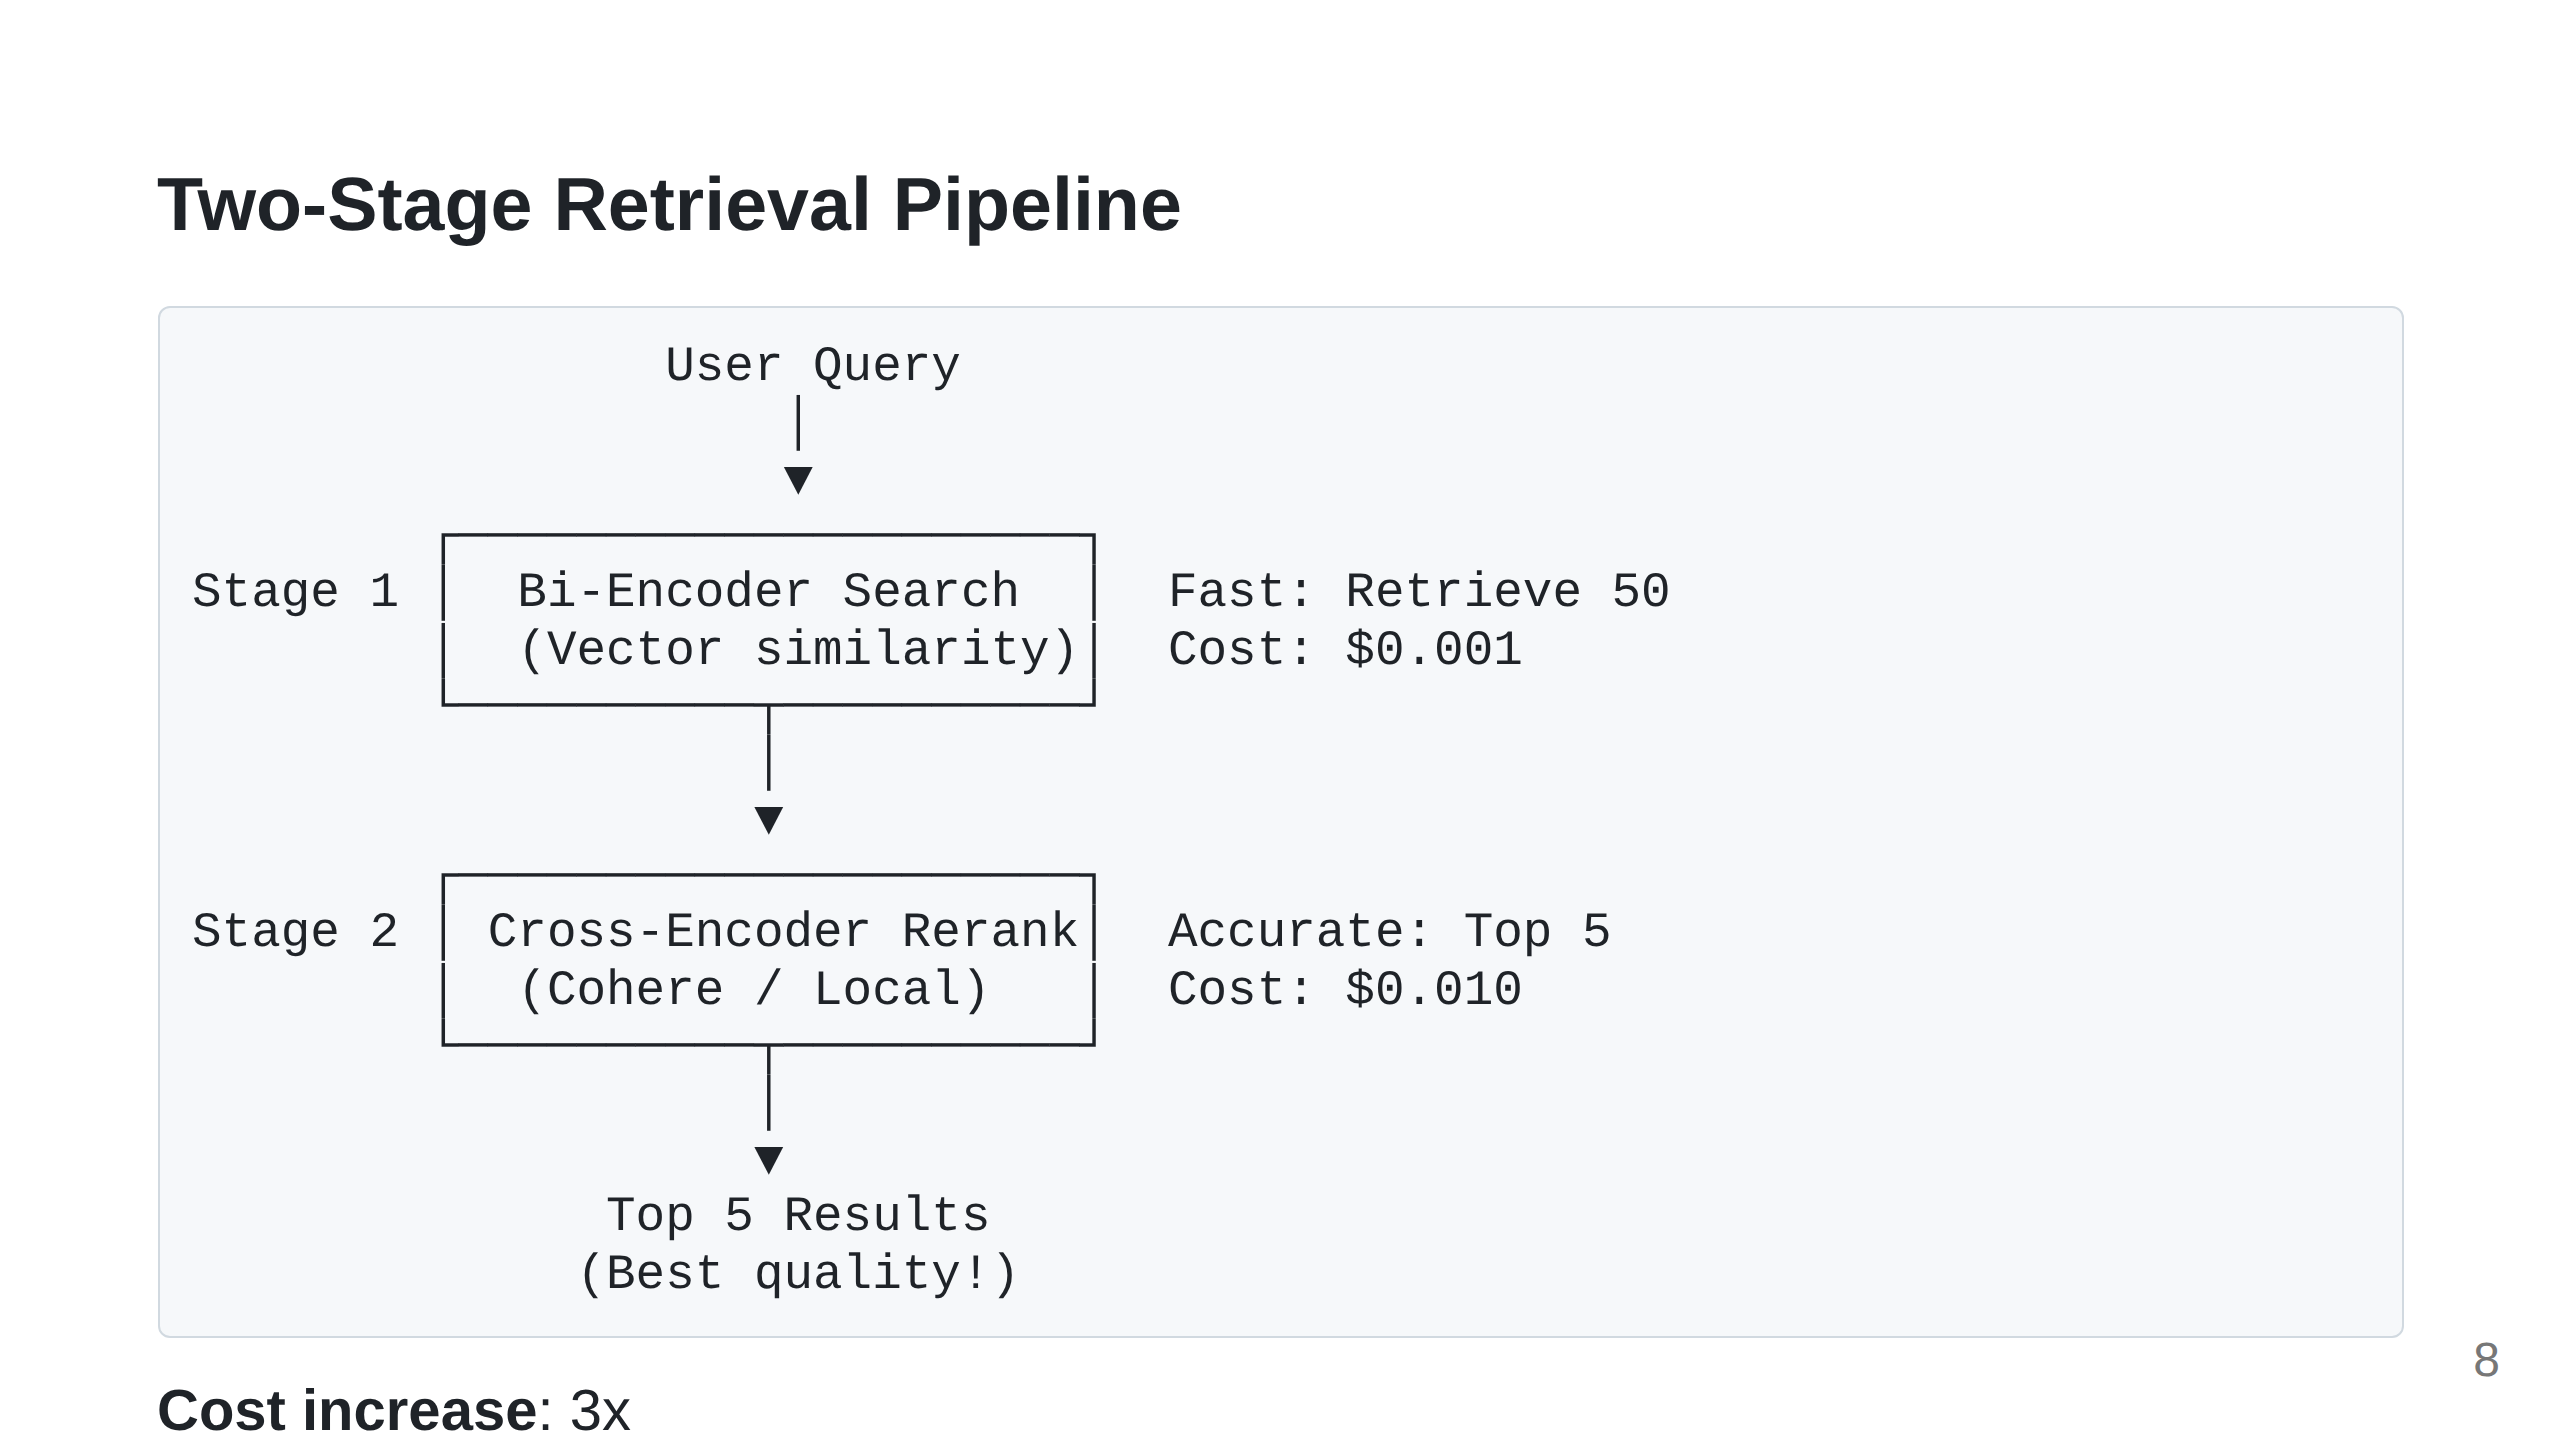 Two-Stage Retrieval Pipeline
User Query
Stage 1 Bi-Encoder Search Fast: Retrieve 50
(Vector similarity) Cost: $0.001
Stage 2 Cross-Encoder Rerank Accurate: Top 5
(Cohere / Local) Cost: $0.010
Top 5 Results
(Best quality!)
8
Cost increase: 3x